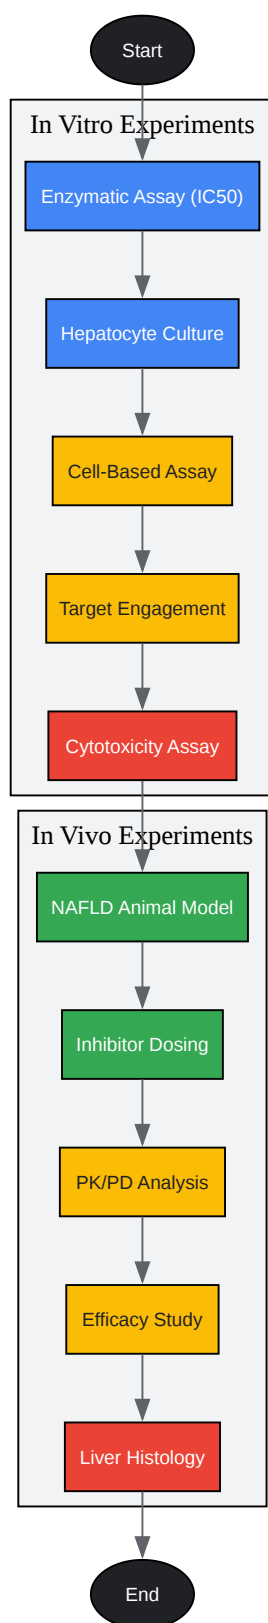 Start
In Vitro Experiments
Enzymatic Assay (IC50)
Hepatocyte Culture
Cell-Based Assay
Target Engagement
Cytotoxicity Assay
In Vivo Experiments
NAFLD Animal Model
Inhibitor Dosing
PK/PD Analysis
Efficacy Study
Liver Histology
End